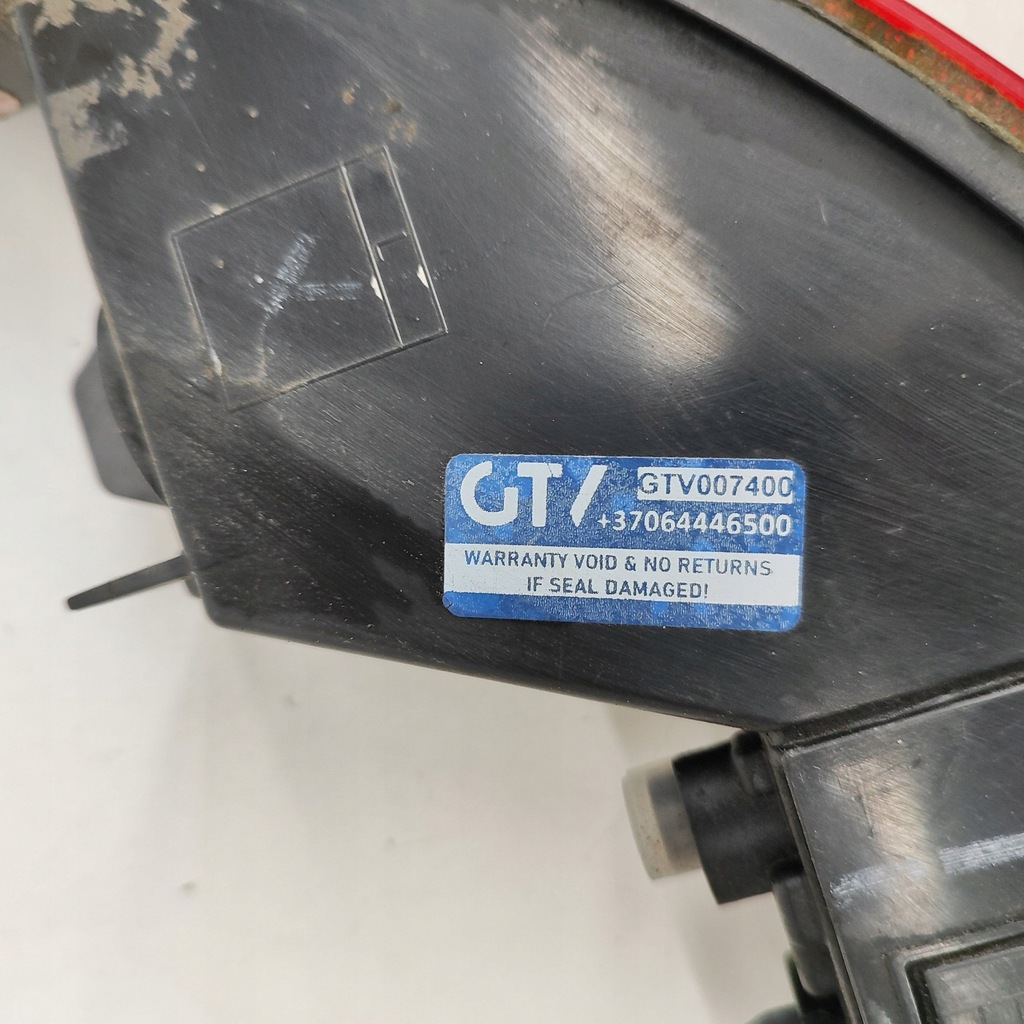 GTV
GTV007400
+37064446500
WARRANTY VOID & NO RETURNS
IF SEAL DAMAGED!